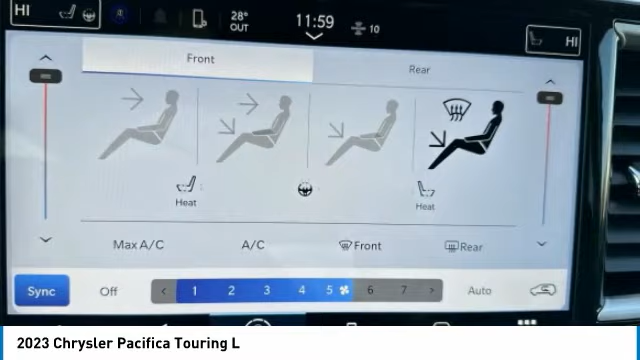 HI 28° OUT 11:59 10 HI
Front Rear
Heat Heat
Max A/C A/C Front Rear
Sync Off < 1 2 3 4 5 6 7 > Auto
2023 Chrysler Pacifica Touring L